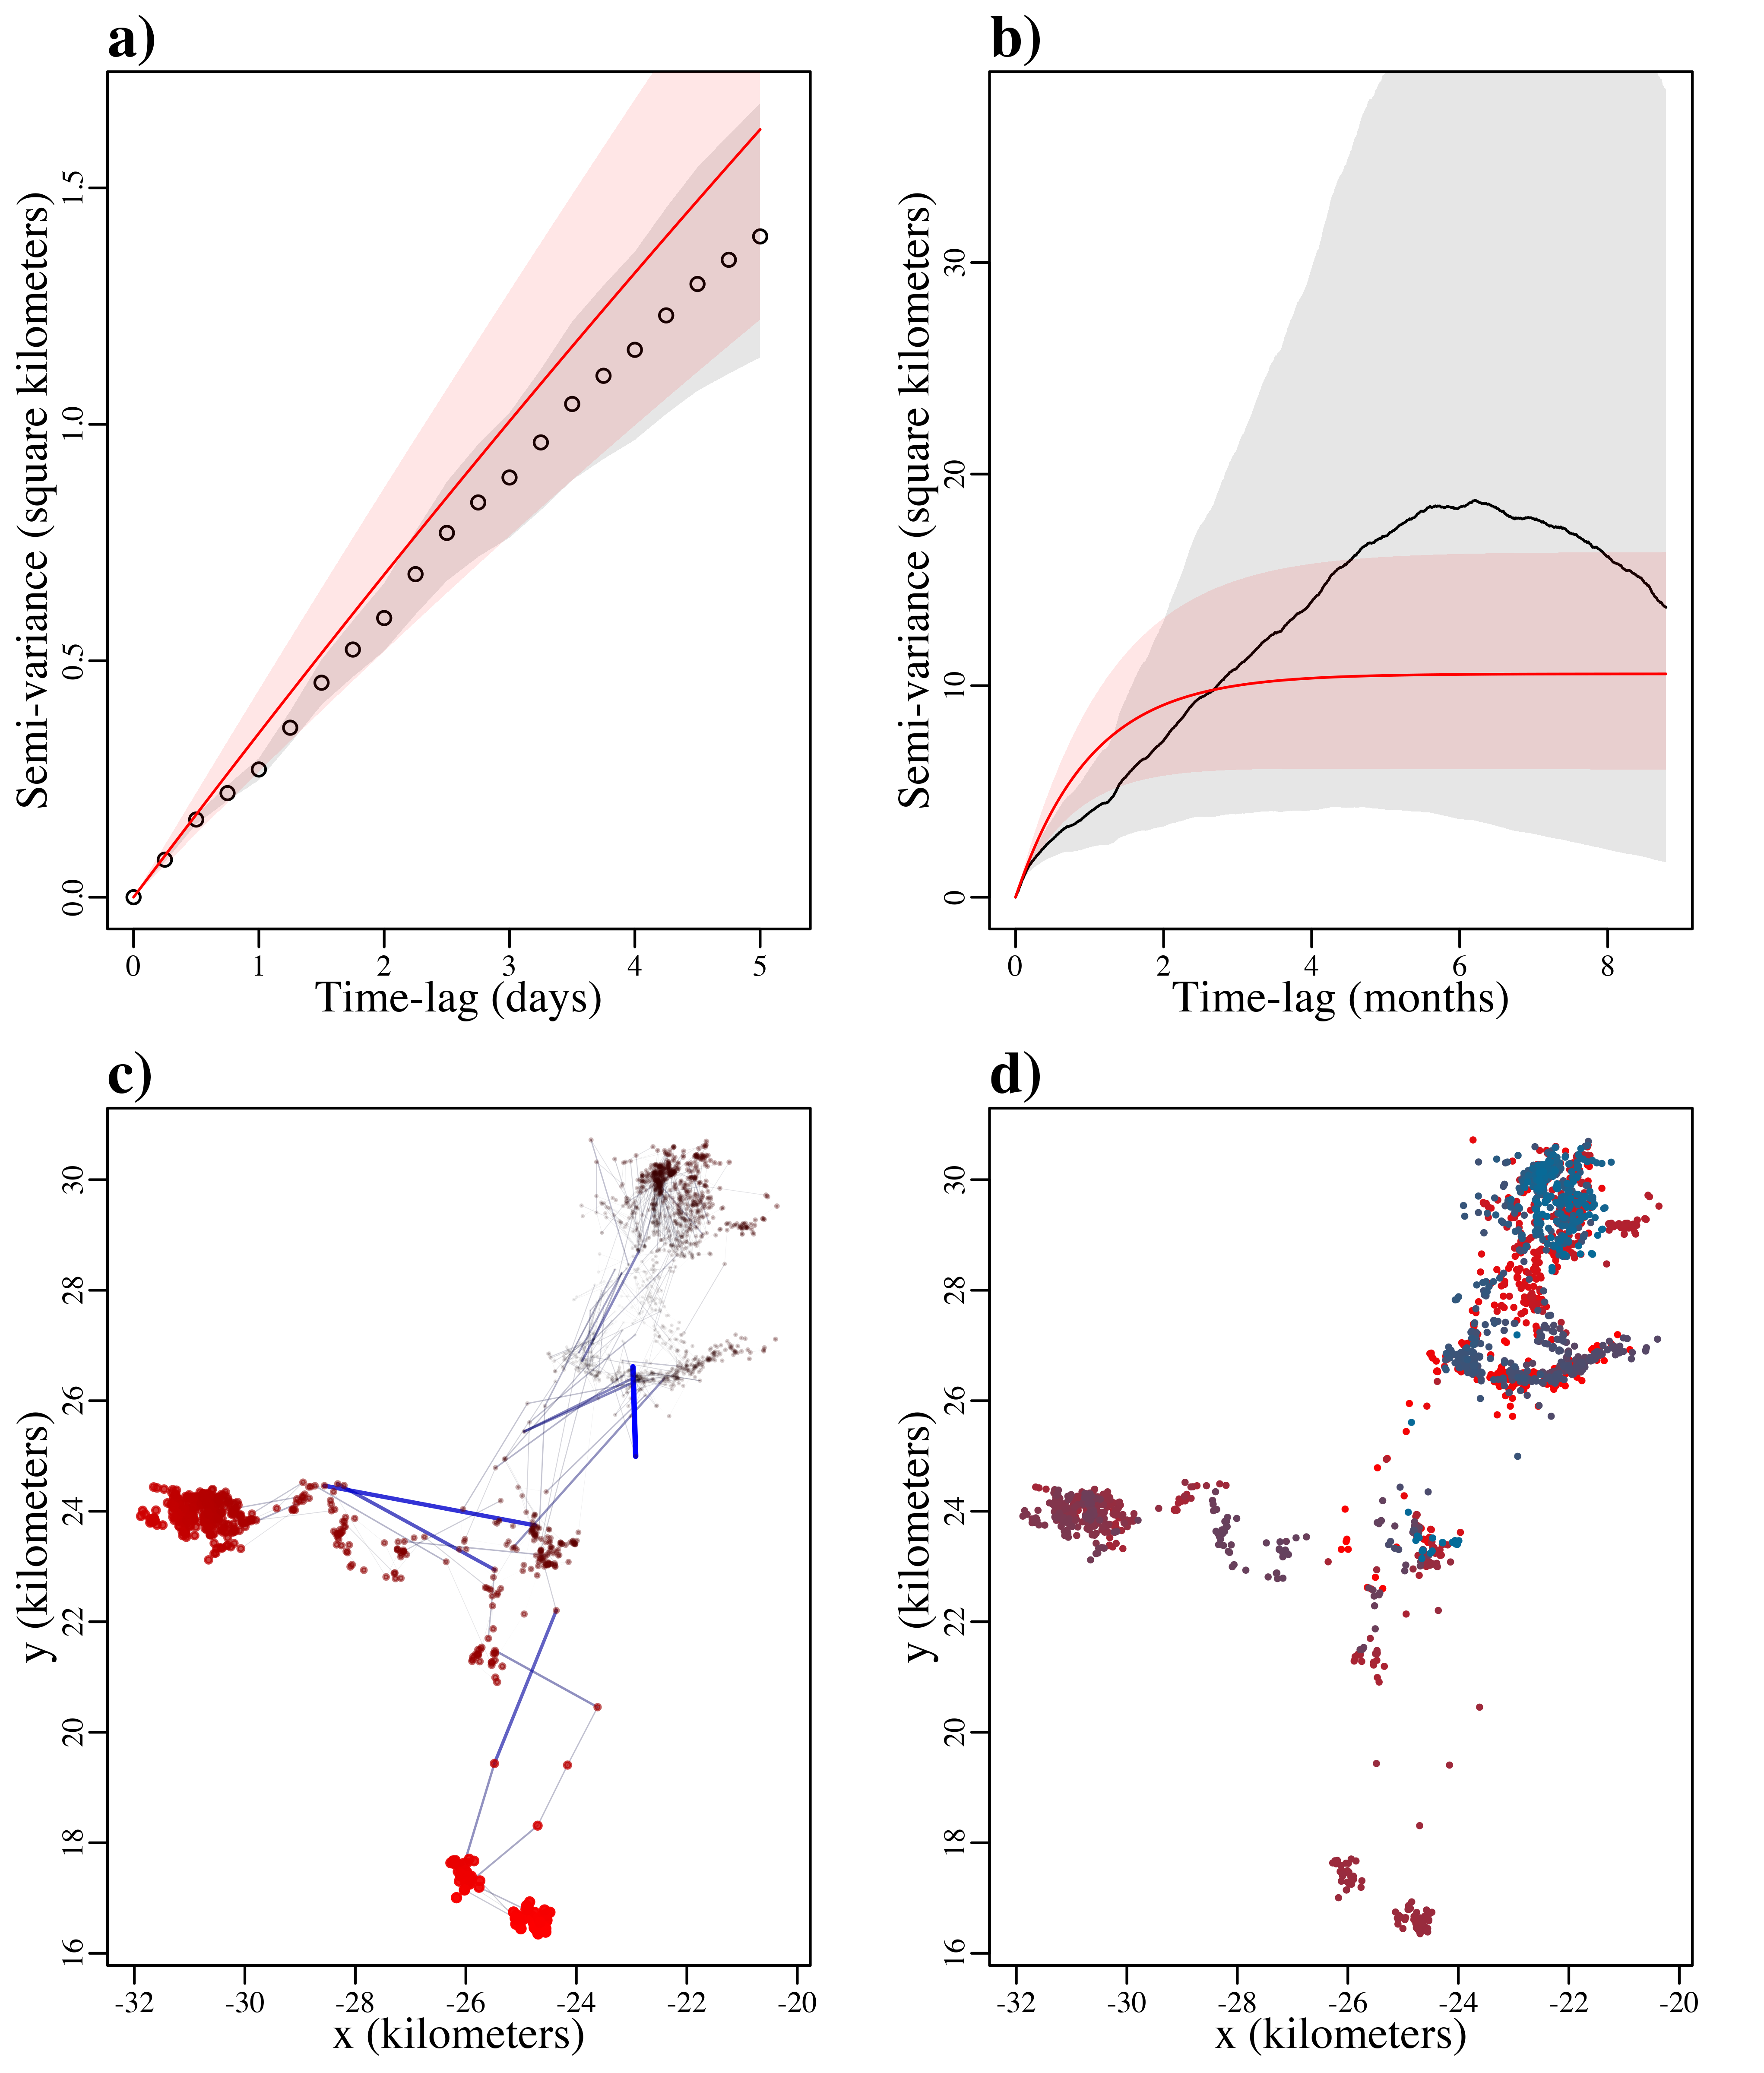 a)
Semi-variance (square kilometers)
0.0 0.5 1.0 1.5
0 1 2 3 4 5
Time-lag (days)
b)
Semi-variance (square kilometers)
0 10 20 30
0 2 4 6 8
Time-lag (months)
c)
y (kilometers)
16 18 20 22 24 26 28 30
-32 -30 -28 -26 -24 -22 -20
x (kilometers)
d)
y (kilometers)
16 18 20 22 24 26 28 30
-32 -30 -28 -26 -24 -22 -20
x (kilometers)